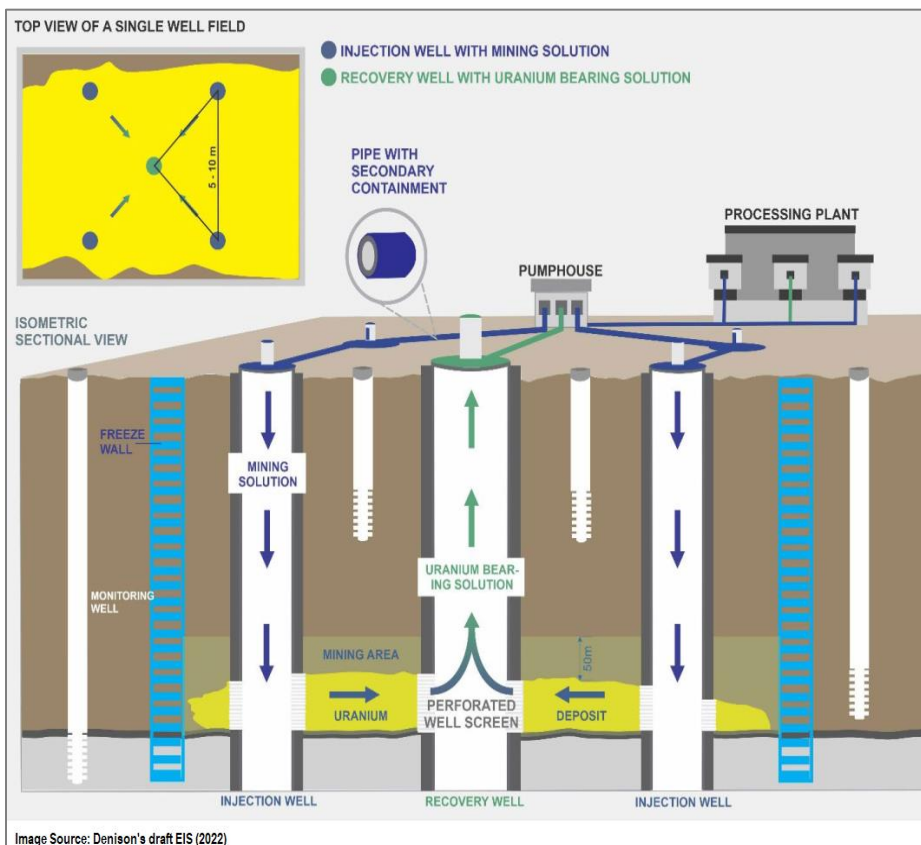 TOP VIEW OF A SINGLE WELL FIELD
INJECTION WELL WITH MINING SOLUTION
RECOVERY WELL WITH URANIUM BEARING SOLUTION
5 - 10 m
PIPE WITH
SECONDARY
CONTAINMENT
PROCESSING PLANT
PUMPHOUSE
ISOMETRIC
SECTIONAL VIEW
FREEZE
WALL
MINING
SOLUTION
URANIUM BEAR-
ING SOLUTION
MONITORING
WELL
MINING AREA
50m
URANIUM
PERFORATED
WELL SCREEN
DEPOSIT
INJECTION WELL
RECOVERY WELL
INJECTION WELL
Image Source: Denison's draft EIS (2022)